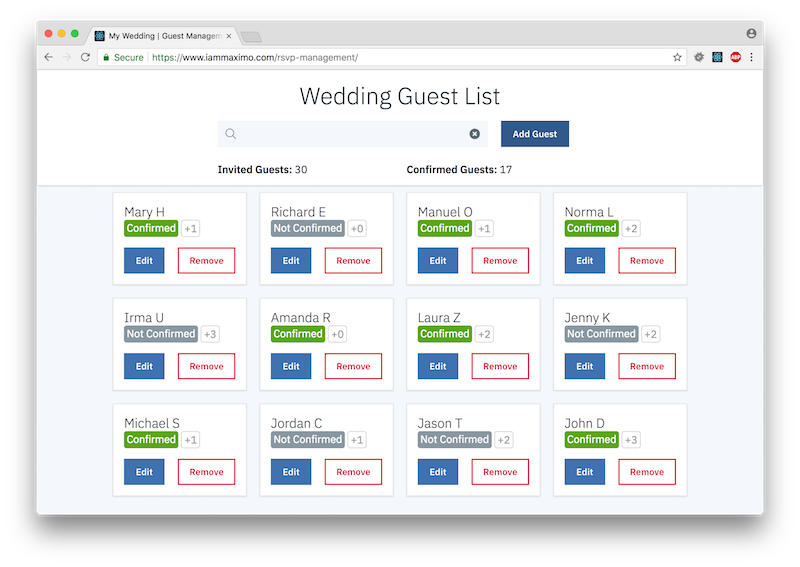 My Wedding | Guest Managem
Secure https://www.iammaximo.com/rsvp-management/
ABP
Wedding Guest List
Add Guest
Invited Guests: 30 Confirmed Guests: 17
Mary H Richard E Manuel O Norma L
Confirmed +1 Not Confirmed +0 Confirmed +1 Confirmed +2
Edit Remove Edit Remove Edit Remove Edit Remove
Irma U Amanda R Laura Z Jenny K
Not Confirmed +3 Confirmed +0 Confirmed +2 Not Confirmed +2
Edit Remove Edit Remove Edit Remove Edit Remove
Michael S Jordan C Jason T John D
Confirmed +1 Not Confirmed +1 Not Confirmed +2 Confirmed +3
Edit Remove Edit Remove Edit Remove Edit Remove